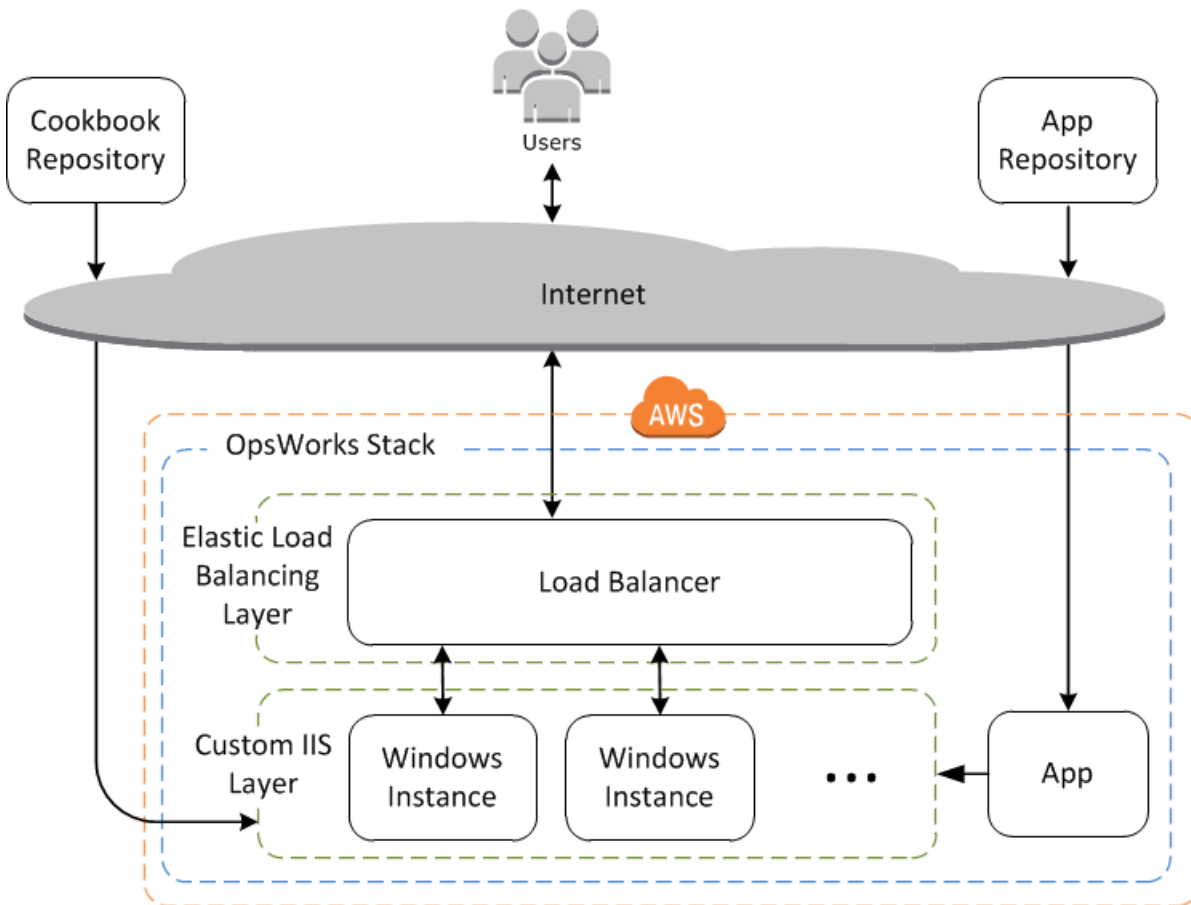 Users
Cookbook
Repository
App
Repository
Internet
AWS
OpsWorks Stack
Elastic Load
Balancing
Layer
Load Balancer
Custom IIS
Layer
Windows
Instance
Windows
Instance
...
App